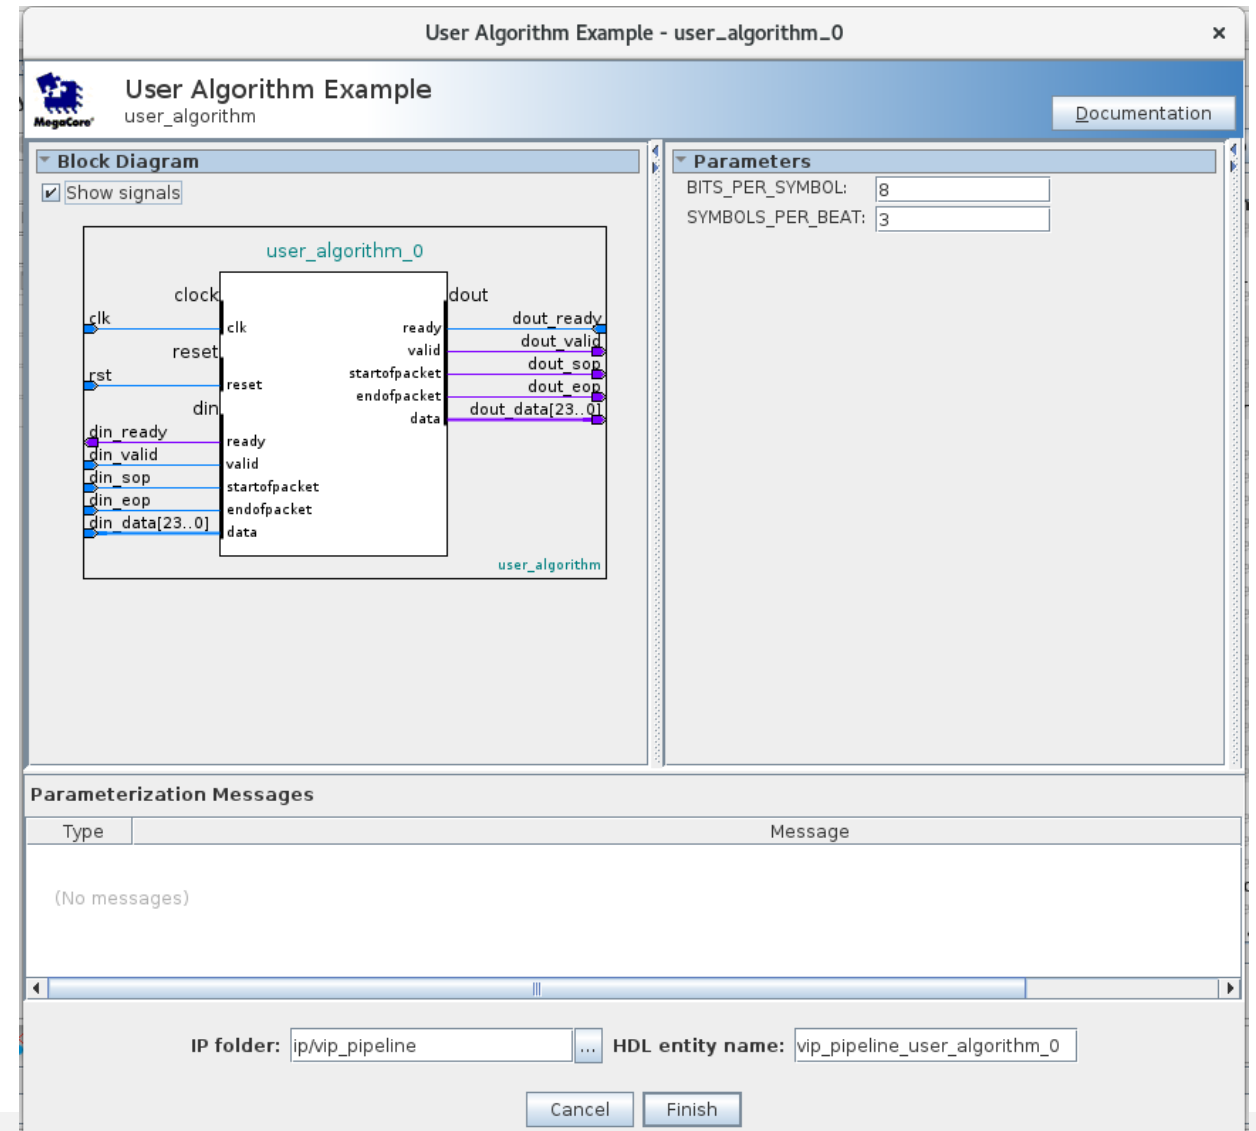 User Algorithm Example - user_algorithm_0
×
MegaCore®
User Algorithm Example
user_algorithm
Documentation
Block Diagram
Show signals
user_algorithm_0
clock
clk
clk
reset
rst
reset
din
din_ready
ready
din_valid
valid
din_sop
startofpacket
din_eop
endofpacket
din_data[23..0]
data
dout
ready
dout_ready
valid
dout_valid
startofpacket
dout_sop
endofpacket
dout_eop
data
dout_data[23..0]
user_algorithm
Parameters
BITS_PER_SYMBOL: 8
SYMBOLS_PER_BEAT: 3
Parameterization Messages
Type Message
(No messages)
IP folder: ip/vip_pipeline ... HDL entity name: vip_pipeline_user_algorithm_0
Cancel Finish